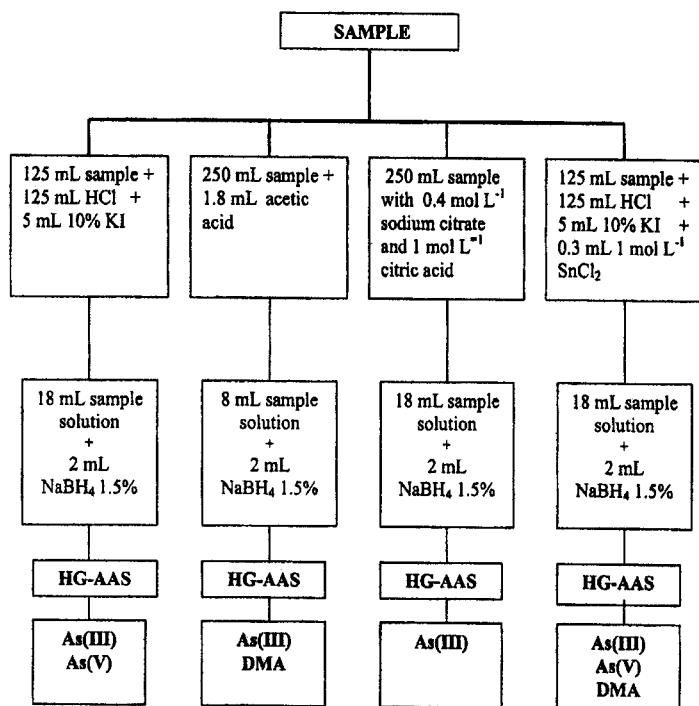 SAMPLE
125 mL sample +
125 mL HCl +
5 mL 10% KI
250 mL sample +
1.8 mL acetic
acid
250 mL sample
with 0.4 mol L⁻¹
sodium citrate
and 1 mol L⁻¹
citric acid
125 mL sample +
125 mL HCl +
5 mL 10% KI +
0.3 mL 1 mol L⁻¹
SnCl₂
18 mL sample
solution
+
2 mL
NaBH₄ 1.5%
8 mL sample
solution
+
2 mL
NaBH₄ 1.5%
18 mL sample
solution
+
2 mL
NaBH₄ 1.5%
18 mL sample
solution
+
2 mL
NaBH₄ 1.5%
HG-AAS
HG-AAS
HG-AAS
HG-AAS
As(III)
As(V)
As(III)
DMA
As(III)
As(III)
As(V)
DMA